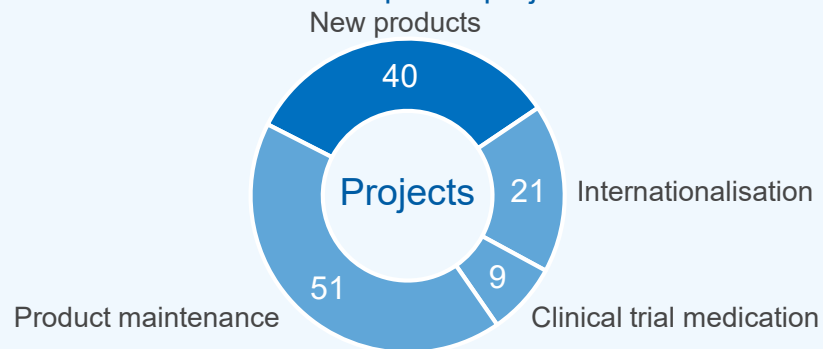 New products
40
Projects
21
Internationalisation
9
51
Product maintenance
Clinical trial medication